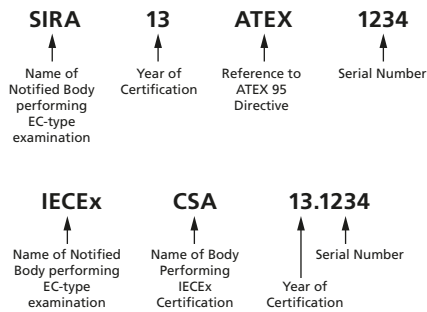 SIRA 13 ATEX 1234
Name of Notified Body performing EC-type examination
Year of Certification
Reference to ATEX 95 Directive
Serial Number
IECEx CSA 13.1234
Name of Notified Body performing EC-type examination
Name of Body Performing IECEx Certification
Year of Certification
Serial Number